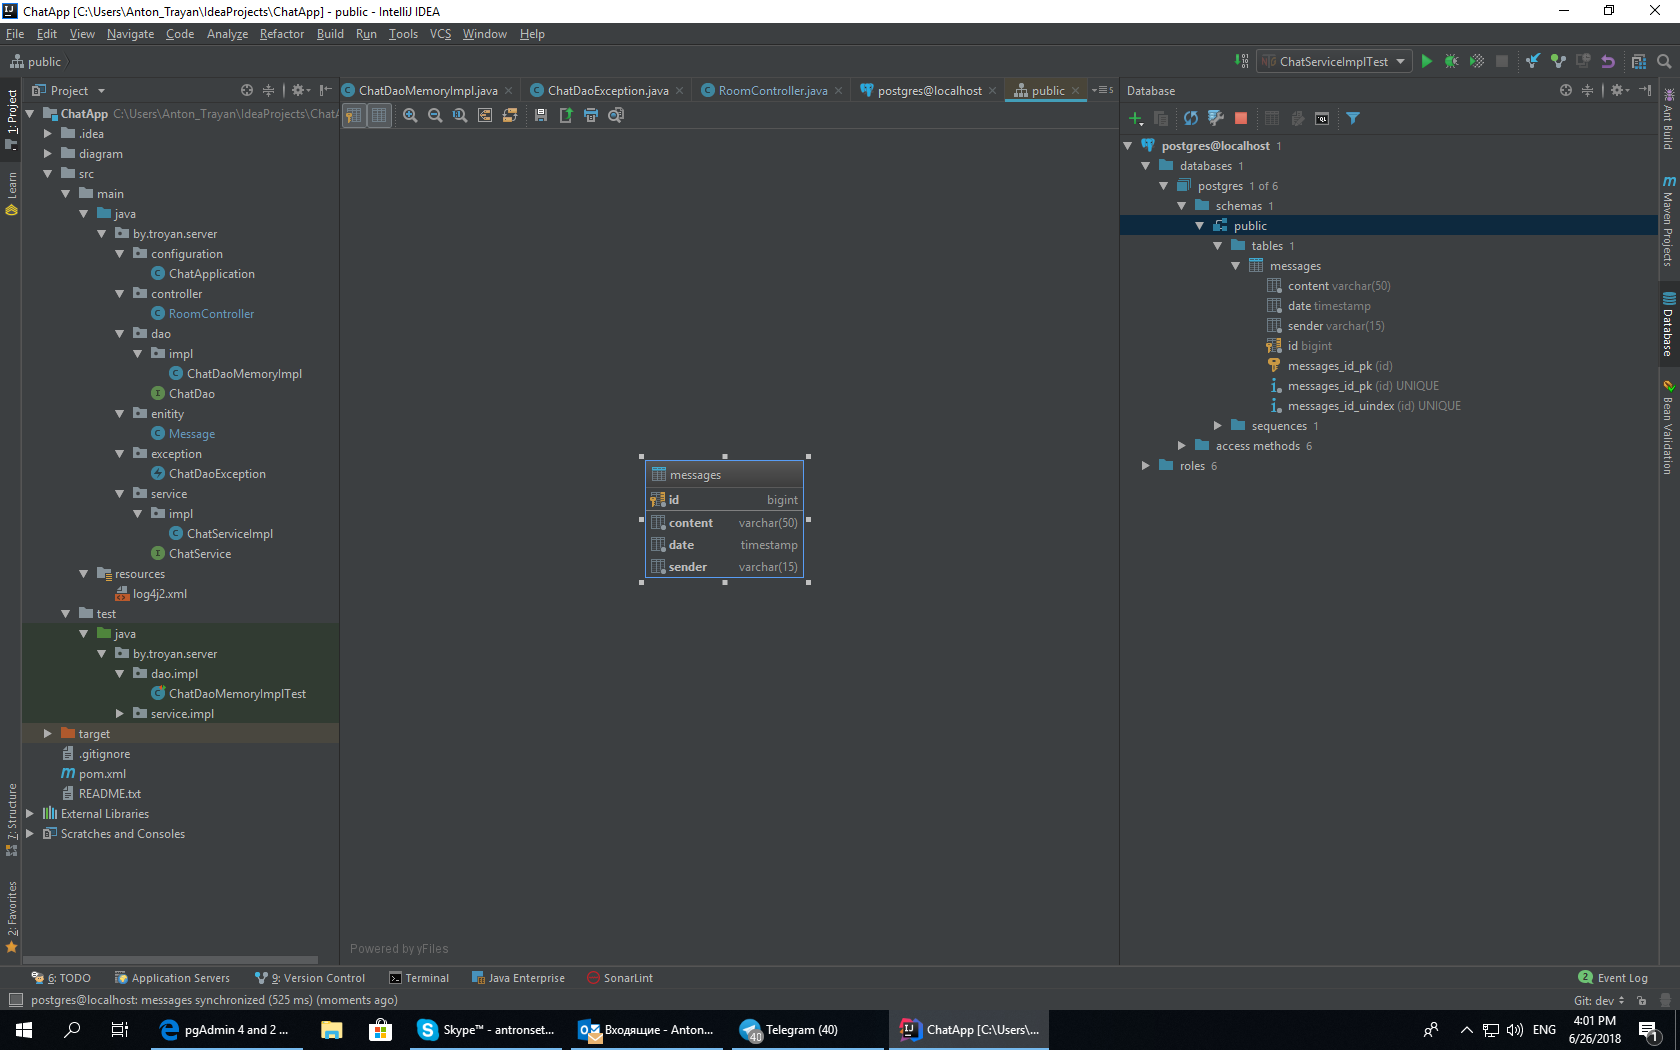 ChatApp [C:\Users\Anton_Trayan\IdeaProjects\ChatApp] - public - IntelliJ IDEA
File Edit View Navigate Code Analyze Refactor Build Run Tools VCS Window Help
public
ChatServiceImplTest
Project
ChatDaoMemoryImpl.java
ChatDaoException.java
RoomController.java
postgres@localhost
public
Database
1: Project
Learn
7: Structure
2: Favorites
ChatApp C:\Users\Anton_Trayan\IdeaProjects\ChatA
.idea
diagram
src
main
java
by.troyan.server
configuration
ChatApplication
controller
RoomController
dao
impl
ChatDaoMemoryImpl
ChatDao
enitity
Message
exception
ChatDaoException
service
impl
ChatServiceImpl
ChatService
resources
log4j2.xml
test
java
by.troyan.server
dao.impl
ChatDaoMemoryImplTest
service.impl
target
.gitignore
pom.xml
README.txt
External Libraries
Scratches and Consoles
messages
id bigint
content varchar(50)
date timestamp
sender varchar(15)
Powered by yFiles
postgres@localhost 1
databases 1
postgres 1 of 6
schemas 1
public
tables 1
messages
content varchar(50)
date timestamp
sender varchar(15)
id bigint
messages_id_pk (id)
messages_id_pk (id) UNIQUE
messages_id_uindex (id) UNIQUE
sequences 1
access methods 6
roles 6
Ant Build
Maven Projects
Database
Bean Validation
6: TODO
Application Servers
9: Version Control
Terminal
Java Enterprise
SonarLint
2 Event Log
postgres@localhost: messages synchronized (525 ms) (moments ago)
Git: dev
pgAdmin 4 and 2 ...
Skype™ - antronset...
Входящие - Anton...
40 Telegram (40)
ChatApp [C:\Users\...
ENG
4:01 PM
6/26/2018
1